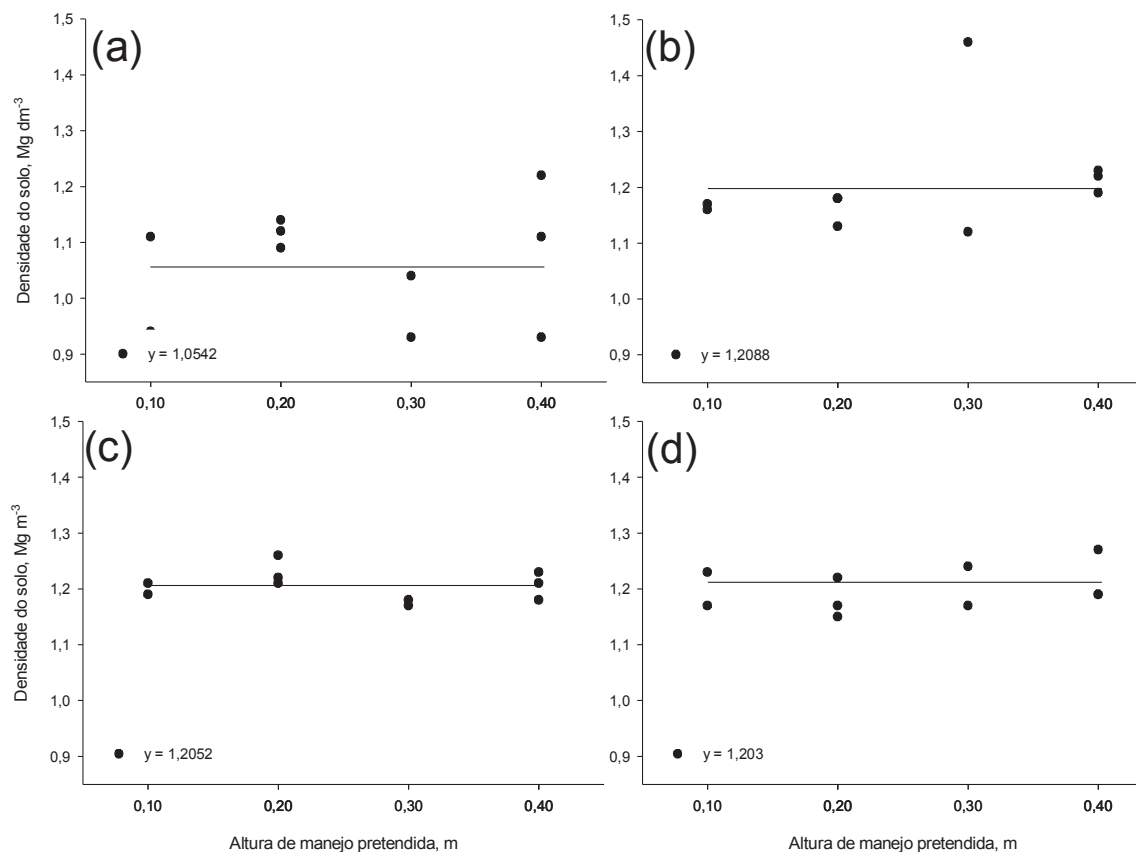 (a)
Densidade do solo, Mg dm-3
1,5
1,4
1,3
1,2
1,1
1,0
0,9
y = 1,0542
0,10 0,20 0,30 0,40
(b)
1,5
1,4
1,3
1,2
1,1
1,0
0,9
y = 1,2088
0,10 0,20 0,30 0,40
(c)
Densidade do solo, Mg m-3
1,5
1,4
1,3
1,2
1,1
1,0
0,9
y = 1,2052
0,10 0,20 0,30 0,40
Altura de manejo pretendida, m
(d)
1,5
1,4
1,3
1,2
1,1
1,0
0,9
y = 1,203
0,10 0,20 0,30 0,40
Altura de manejo pretendida, m